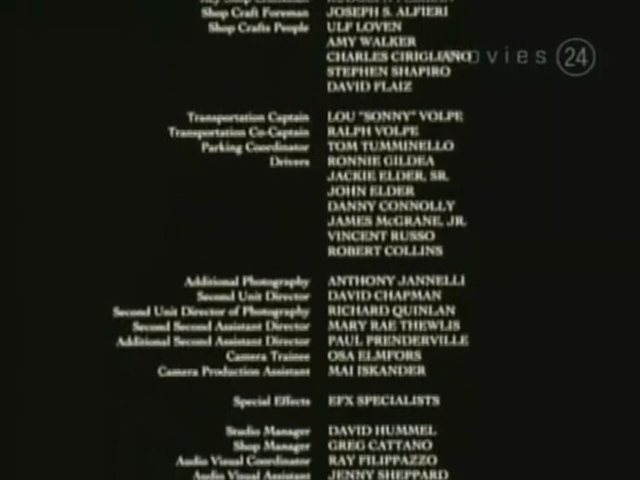 Shop Craft Foreman JOSEPH S. ALFIERI
Shop Crafts People ULF LOVEN
AMY WALKER
CHARLES CIRIGLIANO movies 24
STEPHEN SHAPIRO
DAVID FLAIZ
Transportation Captain LOU "SONNY" VOLPE
Transportation Co-Captain RALPH VOLPE
Parking Coordinator TOM TUMMINELLO
Drivers RONNIE GILDEA
JACKIE ELDER, SR.
JOHN ELDER
DANNY CONNOLLY
JAMES McGRANE, JR.
VINCENT RUSSO
ROBERT COLLINS
Additional Photography ANTHONY JANNELLI
Second Unit Director DAVID CHAPMAN
Second Unit Director of Photography RICHARD QUINLAN
Second Second Assistant Director MARY RAE THEWLIS
Additional Second Assistant Director PAUL PRENDERVILLE
Camera Trainee OSA ELMFORS
Camera Production Assistant MAI ISKANDER
Special Effects EFX SPECIALISTS
Studio Manager DAVID HUMMEL
Shop Manager GREG CATTANO
Audio Visual Coordinator RAY FILIPPAZZO
Audio Visual Assistant JENNY SHEPPARD